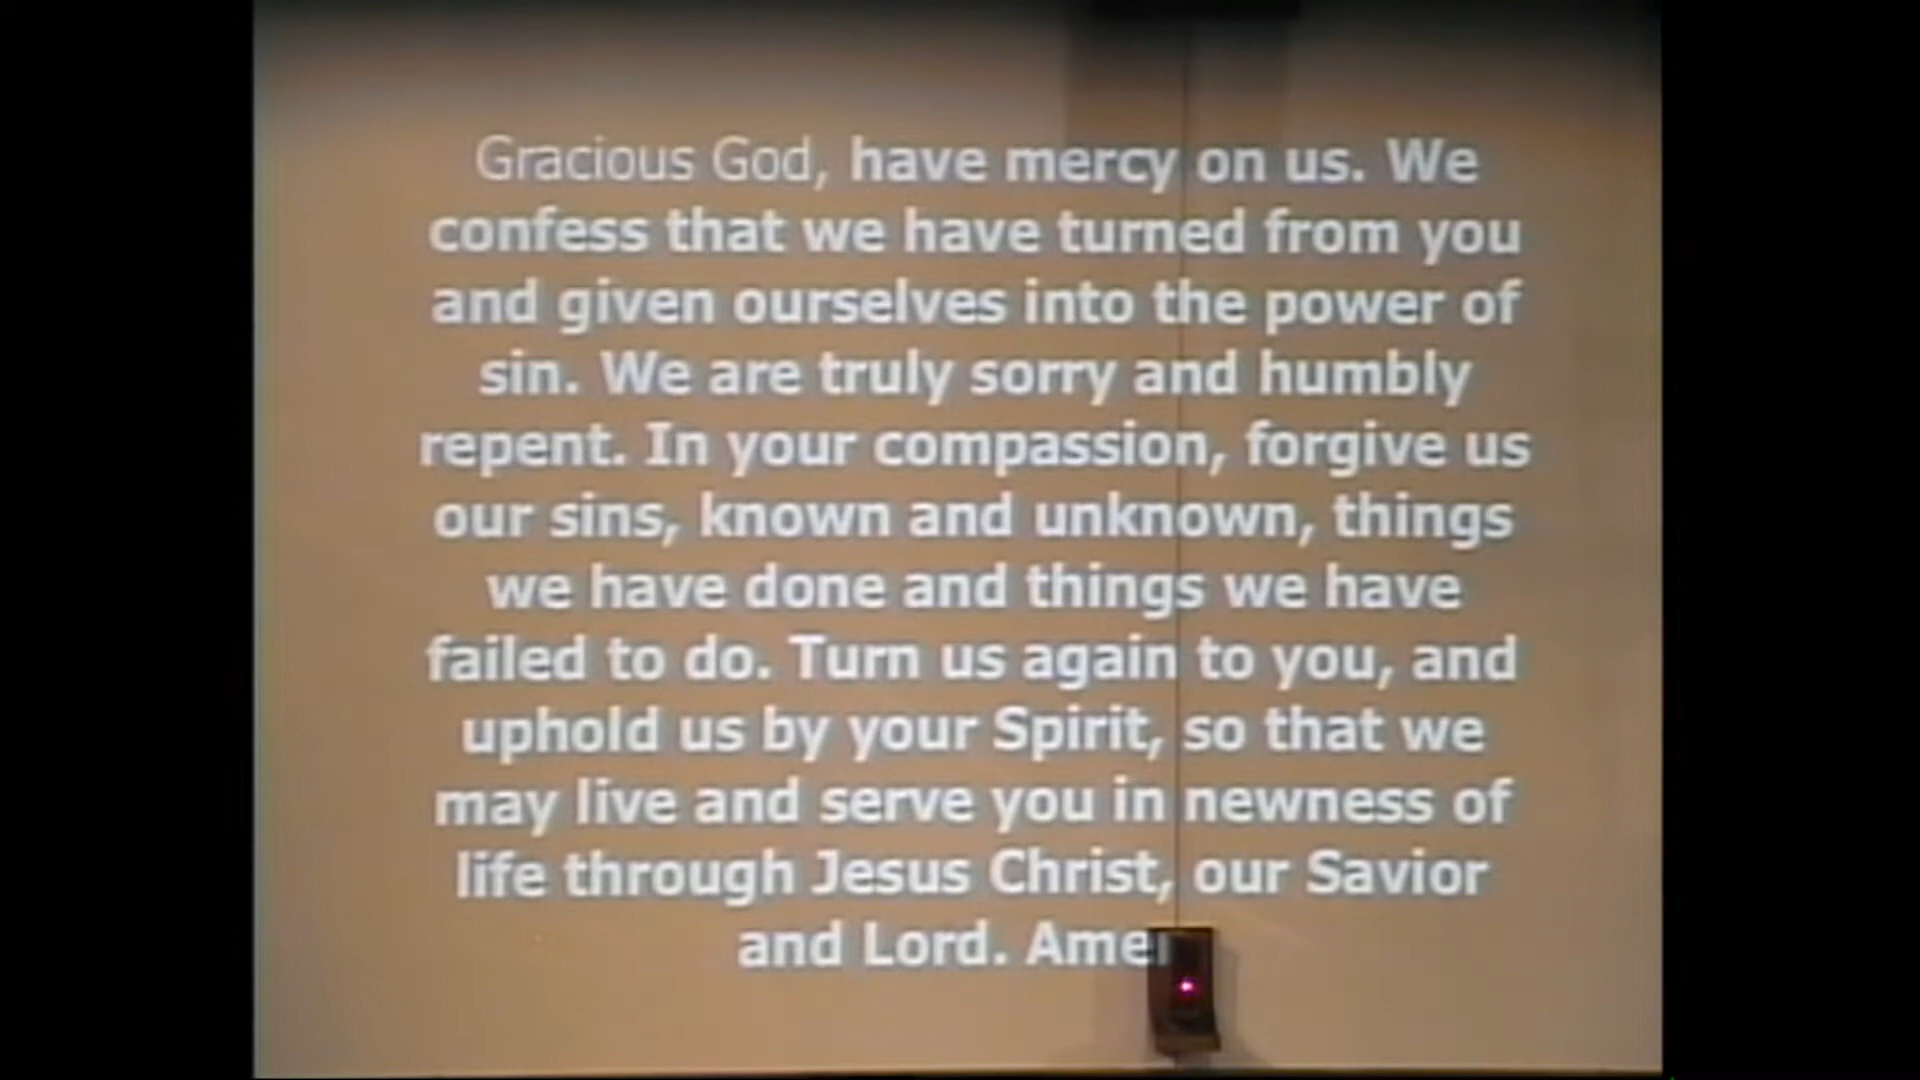 Gracious God, have mercy on us. We
confess that we have turned from you
and given ourselves into the power of
sin. We are truly sorry and humbly
repent. In your compassion, forgive us
our sins, known and unknown, things
we have done and things we have
failed to do. Turn us again to you, and
uphold us by your Spirit, so that we
may live and serve you in newness of
life through Jesus Christ, our Savior
and Lord. Ame